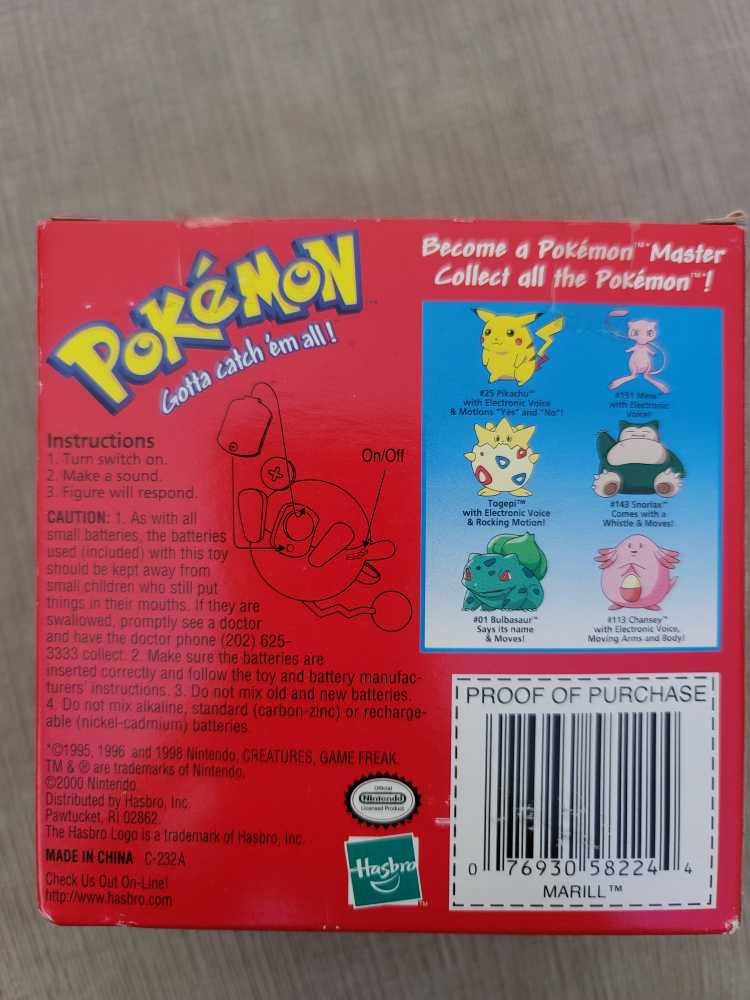 POKéMON™
Gotta catch 'em all!
Instructions
1. Turn switch on.
2. Make a sound.
3. Figure will respond.
On/Off
CAUTION: 1. As with all
small batteries, the batteries
used (included) with this toy
should be kept away from
small children who still put
things in their mouths. If they are
swallowed, promptly see a doctor
and have the doctor phone (202) 625-
3333 collect. 2. Make sure the batteries are
inserted correctly and follow the toy and battery manufac-
turers' instructions. 3. Do not mix old and new batteries.
4. Do not mix alkaline, standard (carbon-zinc) or recharge-
able (nickel-cadmium) batteries.
*©1995, 1996 and 1998 Nintendo, CREATURES, GAME FREAK.
TM & ® are trademarks of Nintendo.
©2000 Nintendo.
Distributed by Hasbro, Inc.
Pawtucket, RI 02862.
The Hasbro Logo is a trademark of Hasbro, Inc.
MADE IN CHINA C-232A
Check Us Out On-Line!
http://www.hasbro.com
Official
Nintendo
Licensed Product
Hasbro™
Become a Pokémon™* Master
Collect all the Pokémon™*!
#25 Pikachu™
with Electronic Voice
& Motions "Yes" and "No"!
#151 Mew™
with Electronic
Voice!
Togepi™
with Electronic Voice
& Rocking Motion!
#143 Snorlax™
Comes with a
Whistle & Moves!
#01 Bulbasaur™
Says its name
& Moves!
#113 Chansey™
with Electronic Voice,
Moving Arms and Body!
PROOF OF PURCHASE
0 76930 58224 4
MARILL™